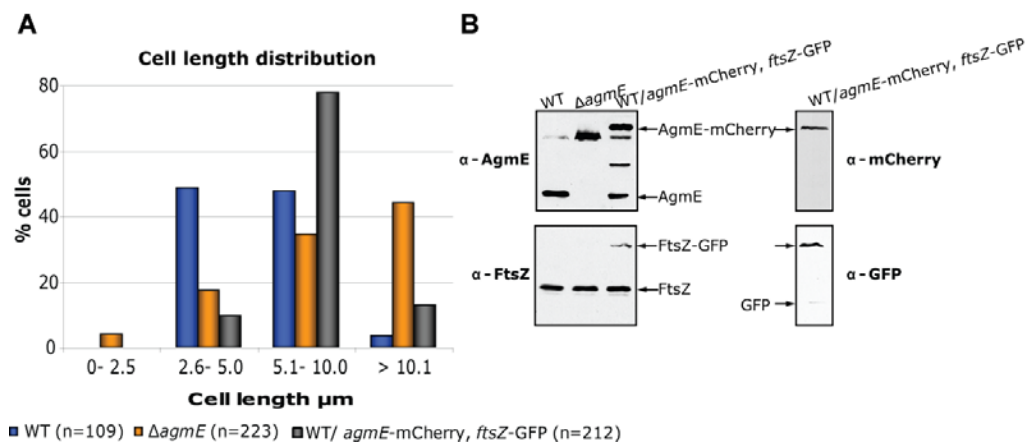 A
Cell length distribution
% cells
80
60
40
20
0
0- 2.5
2.6- 5.0
5.1- 10.0
> 10.1
Cell length µm
WT (n=109) ΔagmE (n=223) WT/ agmE-mCherry, ftsZ-GFP (n=212)
B
WT
ΔagmE
WT/agmE-mCherry, ftsZ-GFP
α-AgmE
AgmE-mCherry
AgmE
α-FtsZ
FtsZ-GFP
FtsZ
WT/agmE-mCherry, ftsZ-GFP
α-mCherry
α-GFP
GFP